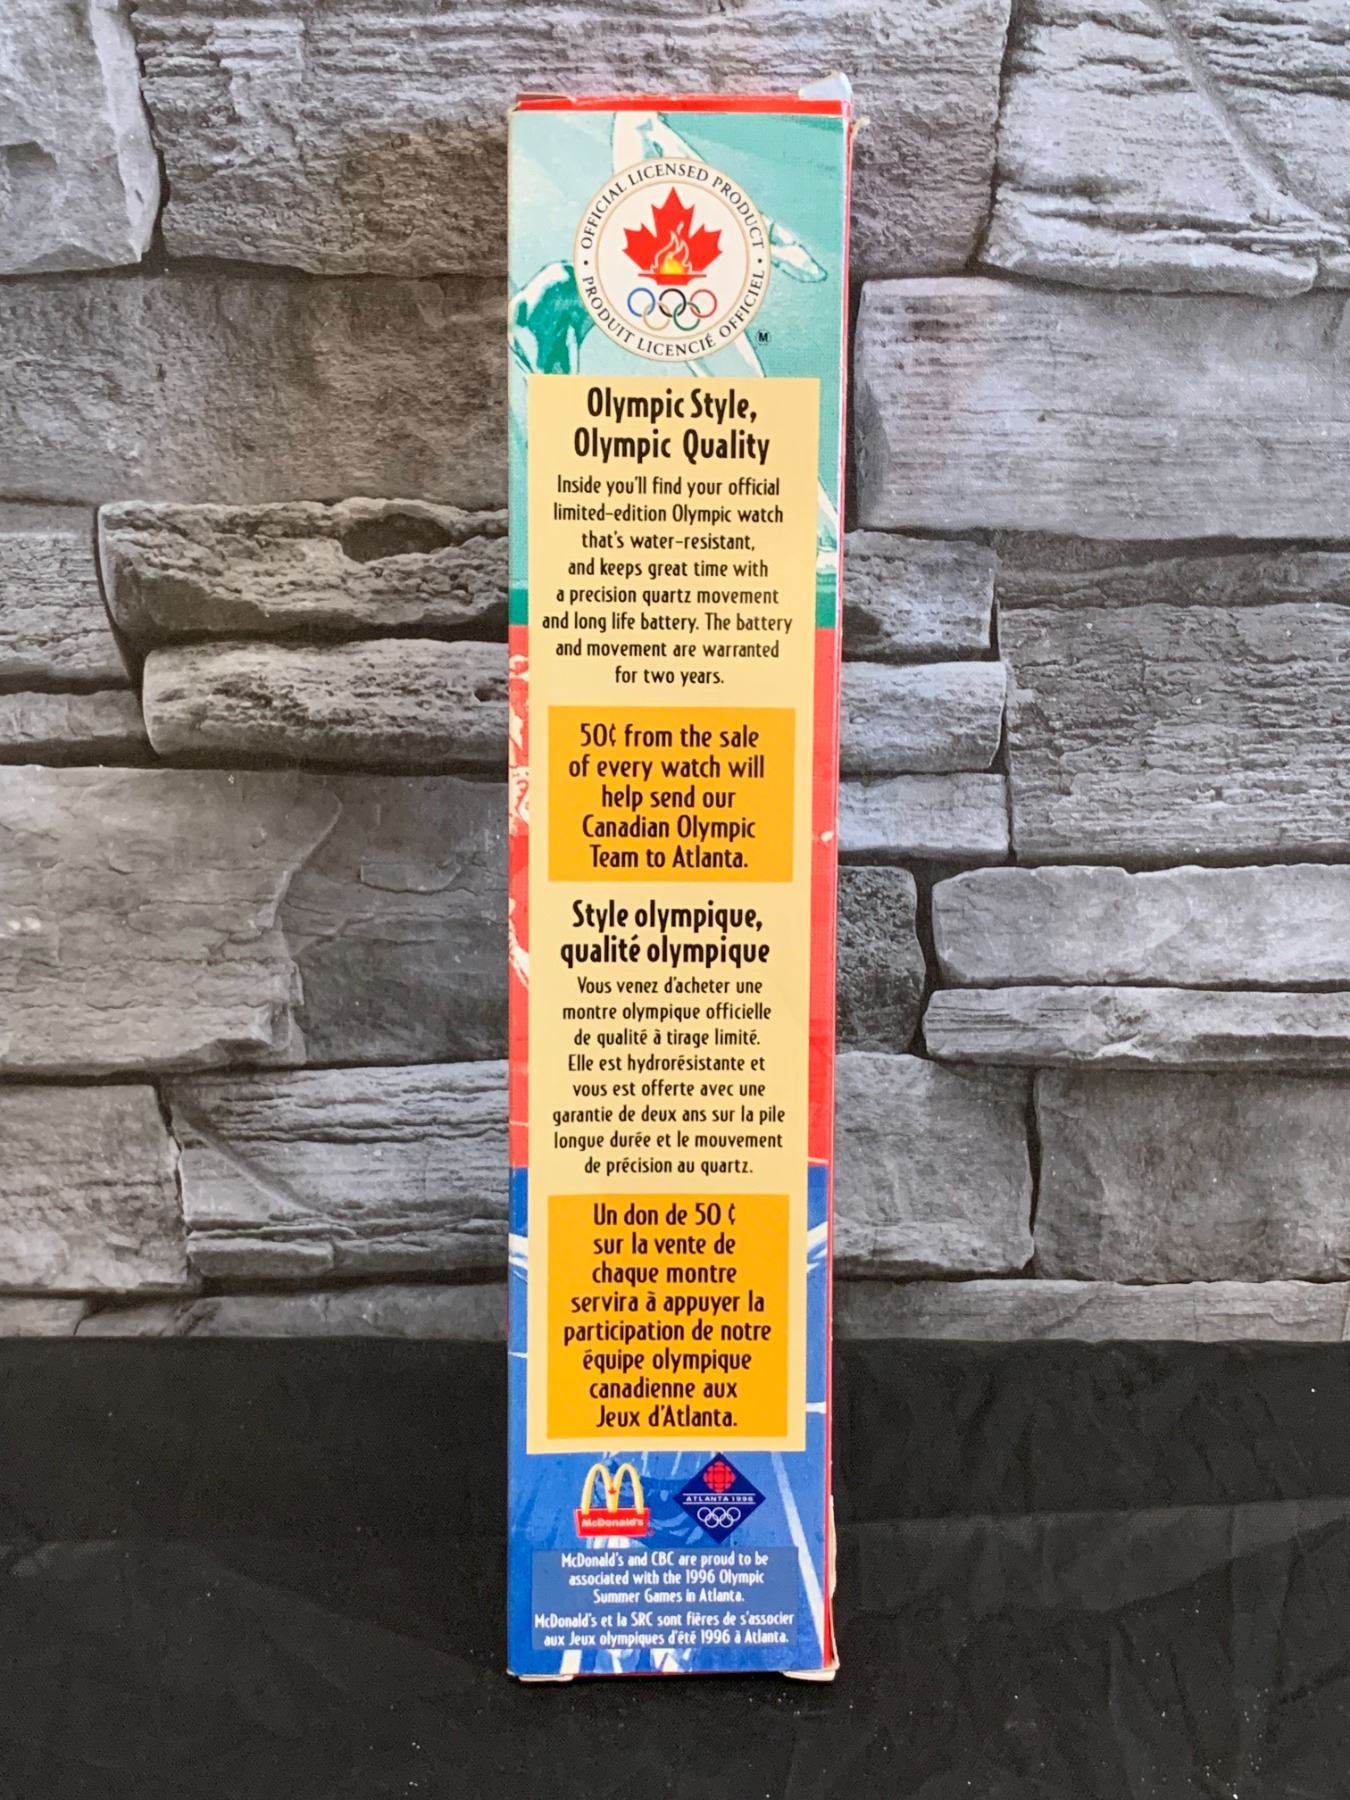 • OFFICIAL LICENSED PRODUCT •
PRODUIT LICENCIÉ OFFICIEL
M
Olympic Style,
Olympic Quality
Inside you'll find your official
limited-edition Olympic watch
that's water-resistant,
and keeps great time with
a precision quartz movement
and long life battery. The battery
and movement are warranted
for two years.
50¢ from the sale
of every watch will
help send our
Canadian Olympic
Team to Atlanta.
Style olympique,
qualité olympique
Vous venez d'acheter une
montre olympique officielle
de qualité à tirage limité.
Elle est hydrorésistante et
vous est offerte avec une
garantie de deux ans sur la pile
longue durée et le mouvement
de précision au quartz.
Un don de 50 ¢
sur la vente de
chaque montre
servira à appuyer la
participation de notre
équipe olympique
canadienne aux
Jeux d'Atlanta.
McDonald's
ATLANTA 1996
McDonald's and CBC are proud to be
associated with the 1996 Olympic
Summer Games in Atlanta.
McDonald's et la SRC sont fières de s'associer
aux Jeux olympiques d'été 1996 à Atlanta.